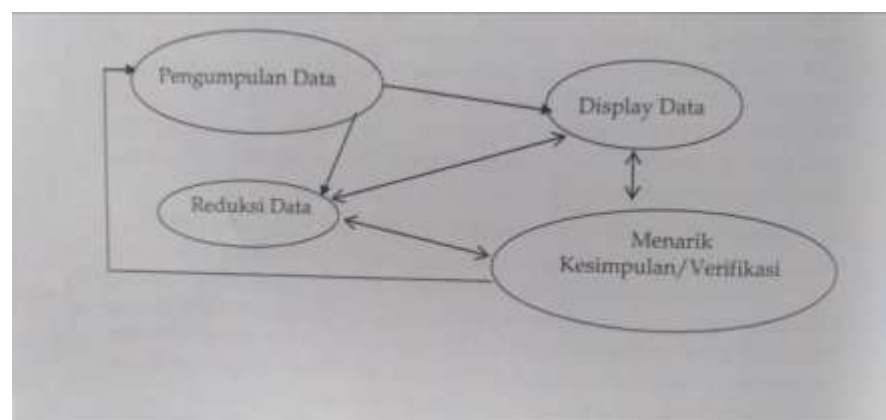 Pengumpulan Data
Display Data
Reduksi Data
Menarik
Kesimpulan/Verifikasi